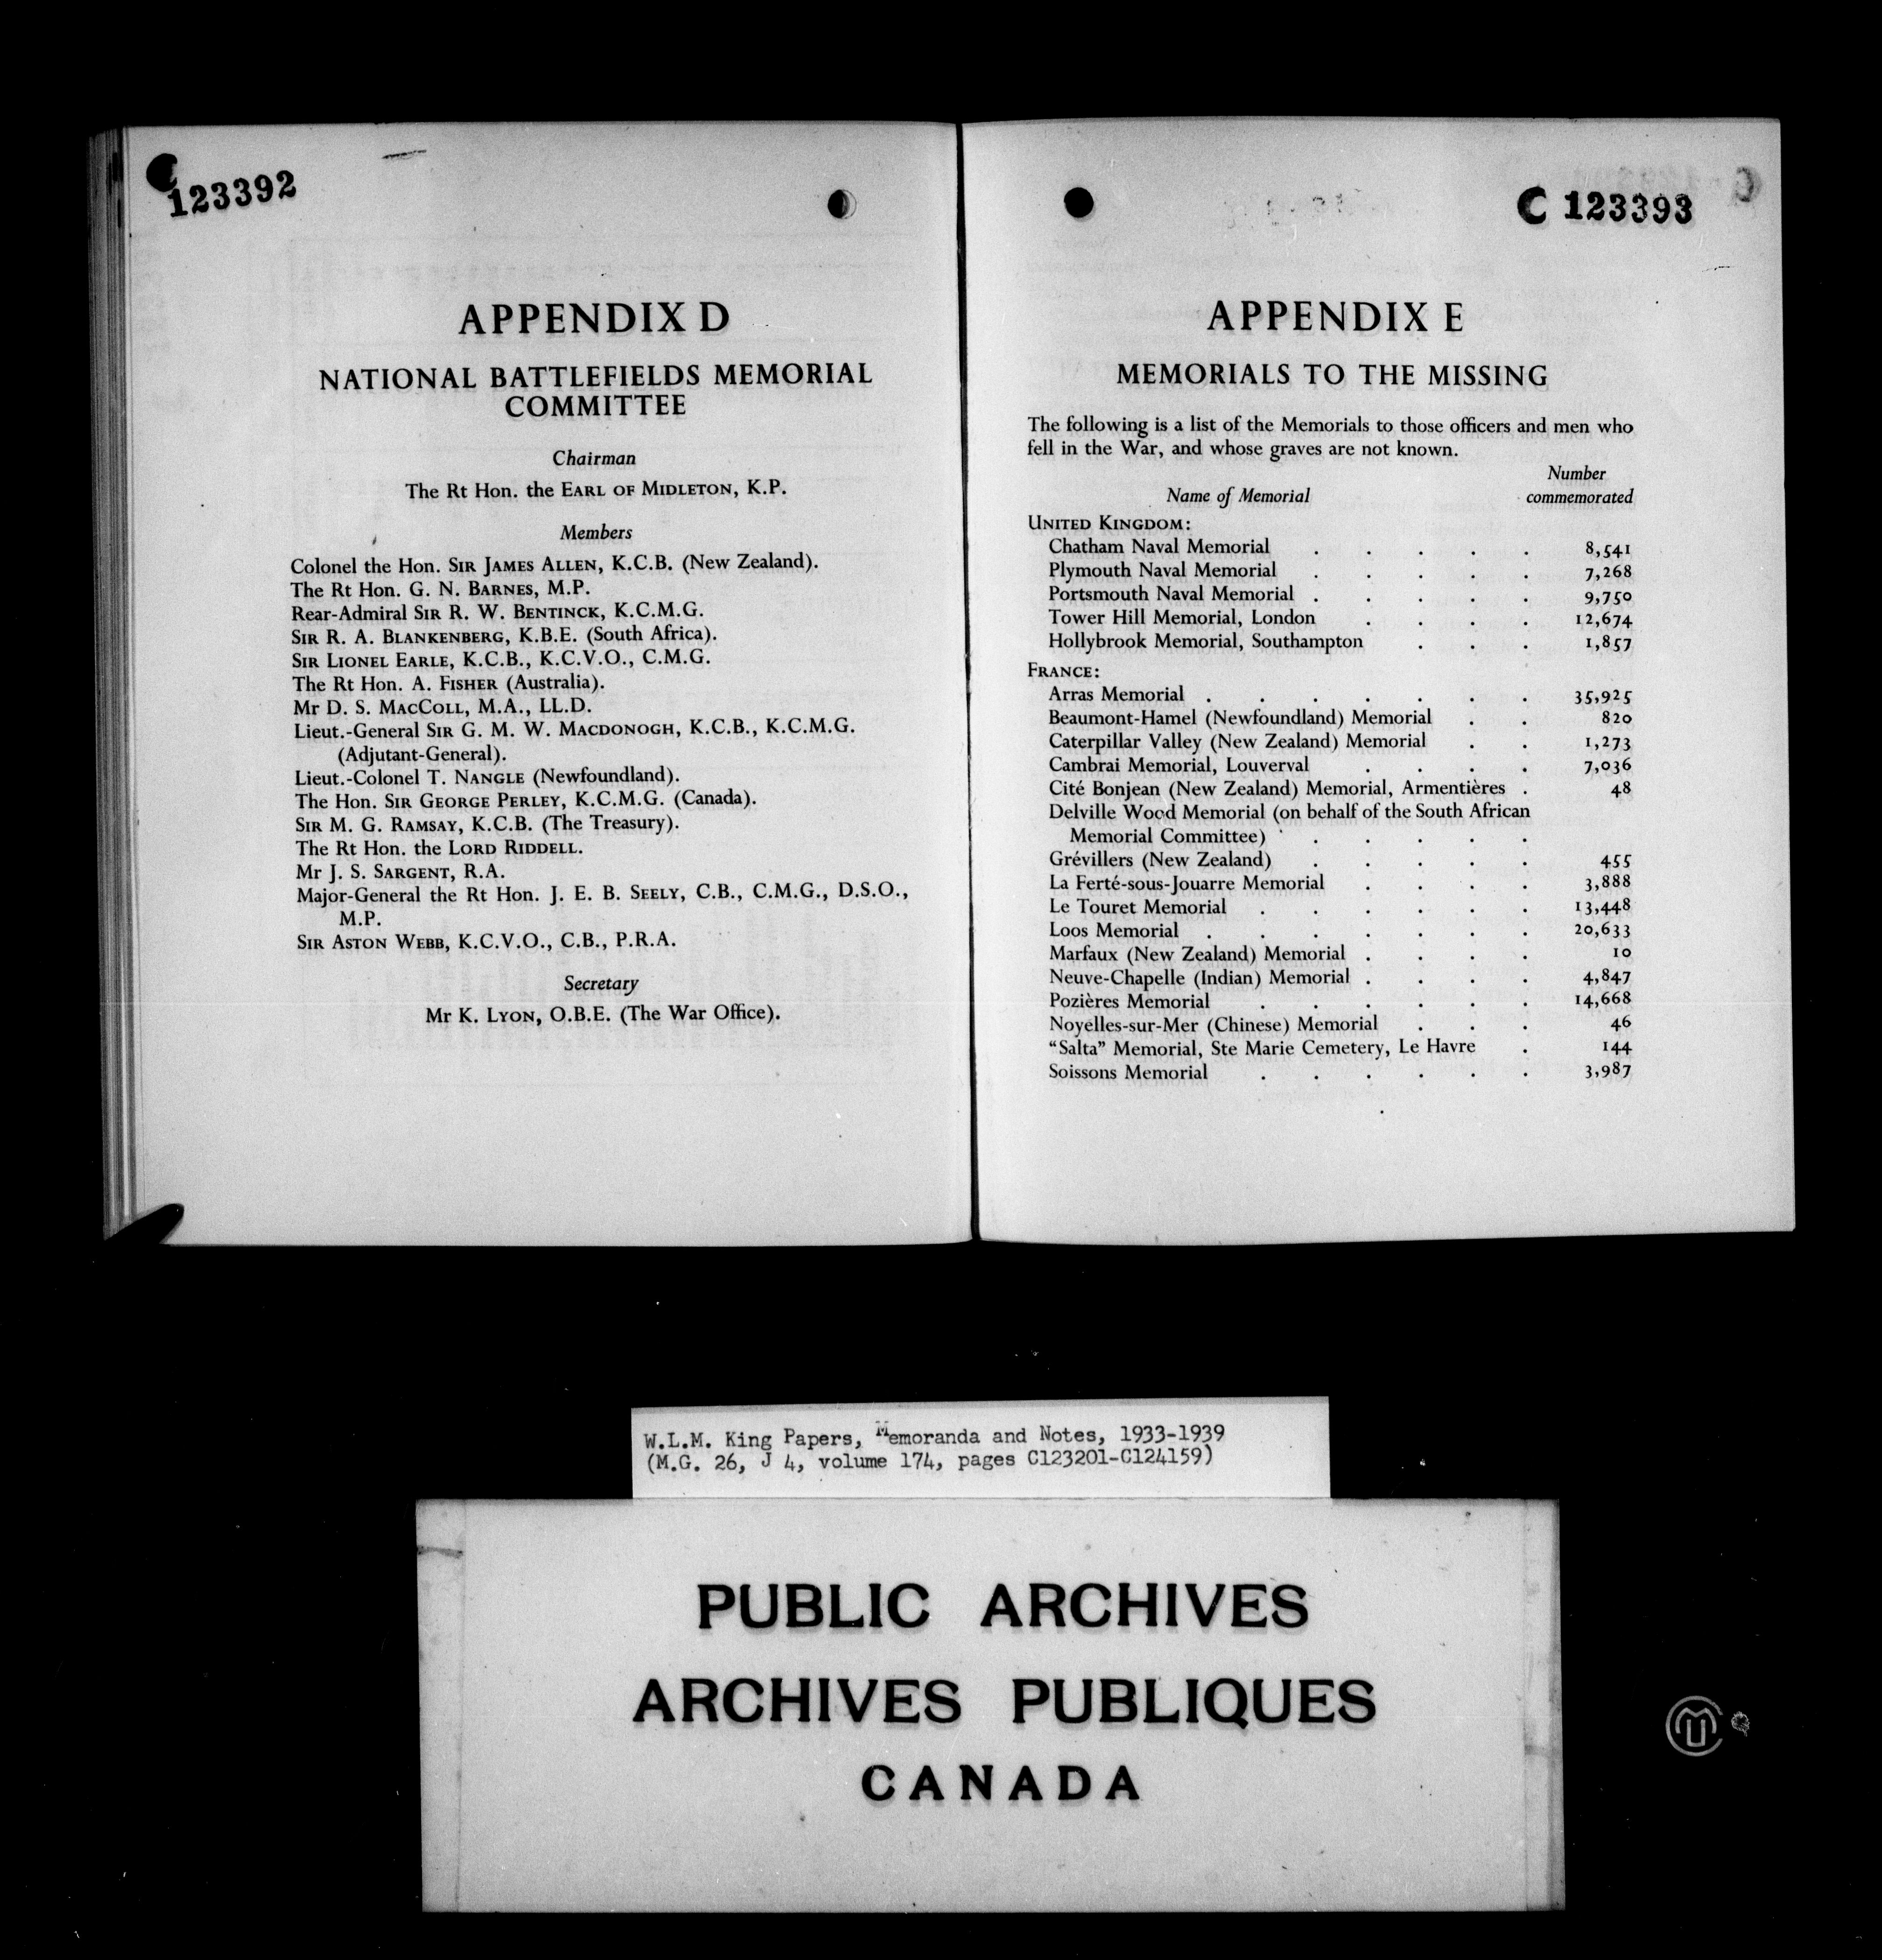 123392
APPENDIX D
NATIONAL BATTLEFIELDS MEMORIAL
COMMITTEE
Chairman
The Rt Hon. the EARL OF MIDLETON, K.P.
Members
Colonel the Hon. SIR JAMES ALLEN, K.C.B. (New Zealand).
The Rt Hon. G. N. BARNES, M.P.
Rear-Admiral SIR R. W. BENTINCK, K.C.M.G.
SIR R. A. BLANKENBERG, K.B.E. (South Africa).
SIR LIONEL EARLE, K.C.B., K.C.V.O., C.M.G.
The Rt Hon. A. FISHER (Australia).
Mr D. S. MACCOLL, M.A., LL.D.
Lieut.-General SIR G. M. W. MACDONOGH, K.C.B., K.C.M.G.
(Adjutant-General).
Lieut.-Colonel T. NANGLE (Newfoundland).
The Hon. SIR GEORGE PERLEY, K.C.M.G. (Canada).
SIR M. G. RAMSAY, K.C.B. (The Treasury).
The Rt Hon. the LORD RIDDELL.
Mr J. S. SARGENT, R.A.
Major-General the Rt Hon. J. E. B. SEELY, C.B., C.M.G., D.S.O.,
M.P.
SIR ASTON WEBB, K.C.V.O., C.B., P.R.A.
Secretary
Mr K. LYON, O.B.E. (The War Office).
C 123393
APPENDIX E
MEMORIALS TO THE MISSING
The following is a list of the Memorials to those officers and men who
fell in the War, and whose graves are not known.
Number
Name of Memorial commemorated
UNITED KINGDOM:
Chatham Naval Memorial . . . . . 8,541
Plymouth Naval Memorial . . . . . 7,268
Portsmouth Naval Memorial . . . . . 9,750
Tower Hill Memorial, London . . . . 12,674
Hollybrook Memorial, Southampton . . . 1,857
FRANCE:
Arras Memorial . . . . . . . 35,925
Beaumont-Hamel (Newfoundland) Memorial . . 820
Caterpillar Valley (New Zealand) Memorial . . 1,273
Cambrai Memorial, Louverval . . . . 7,036
Cité Bonjean (New Zealand) Memorial, Armentières . 48
Delville Wood Memorial (on behalf of the South African
Memorial Committee) . . . . .
Grévillers (New Zealand) . . . . . 455
La Ferté-sous-Jouarre Memorial . . . . 3,888
Le Touret Memorial . . . . . . 13,448
Loos Memorial . . . . . . . 20,633
Marfaux (New Zealand) Memorial . . . . 10
Neuve-Chapelle (Indian) Memorial . . . . 4,847
Pozières Memorial . . . . . . 14,668
Noyelles-sur-Mer (Chinese) Memorial . . . 46
"Salta" Memorial, Ste Marie Cemetery, Le Havre . 144
Soissons Memorial . . . . . . 3,987
W.L.M. King Papers, Memoranda and Notes, 1933-1939
(M.G. 26, J 4, volume 174, pages C123201-C124159)
PUBLIC ARCHIVES
ARCHIVES PUBLIQUES
CANADA